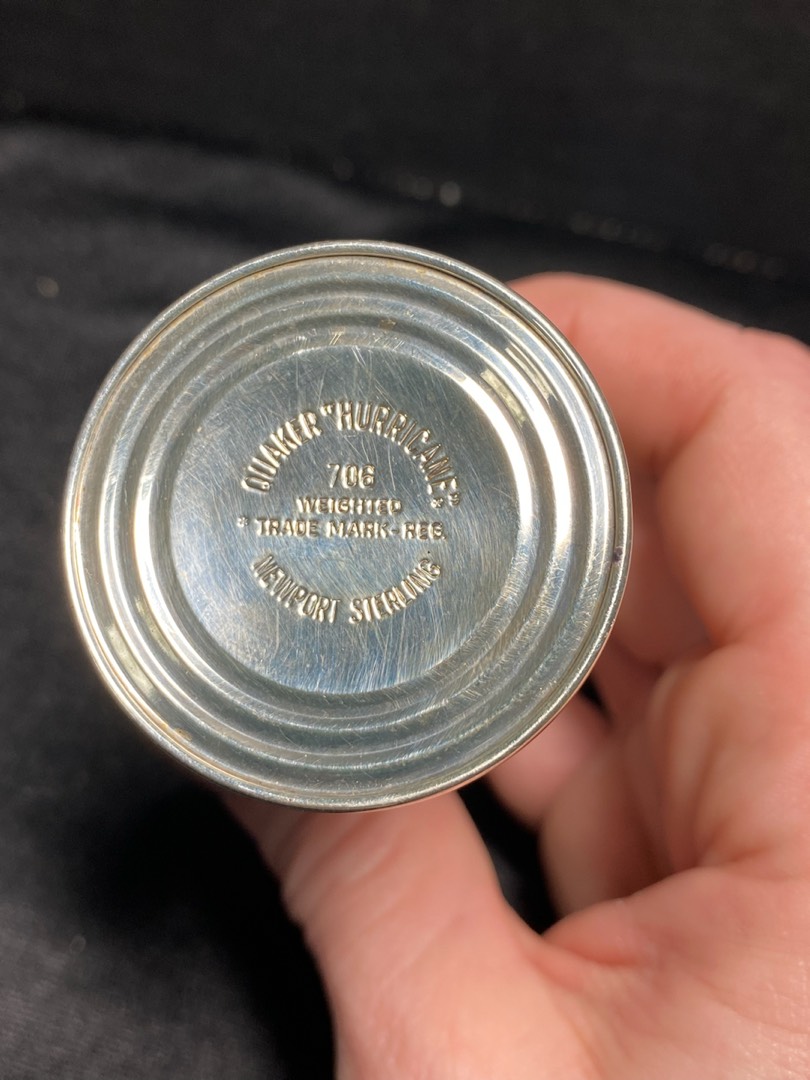 QUAKER "HURRICANE*"
706
WEIGHTED
* TRADE MARK-REG.
NEWPORT STERLING